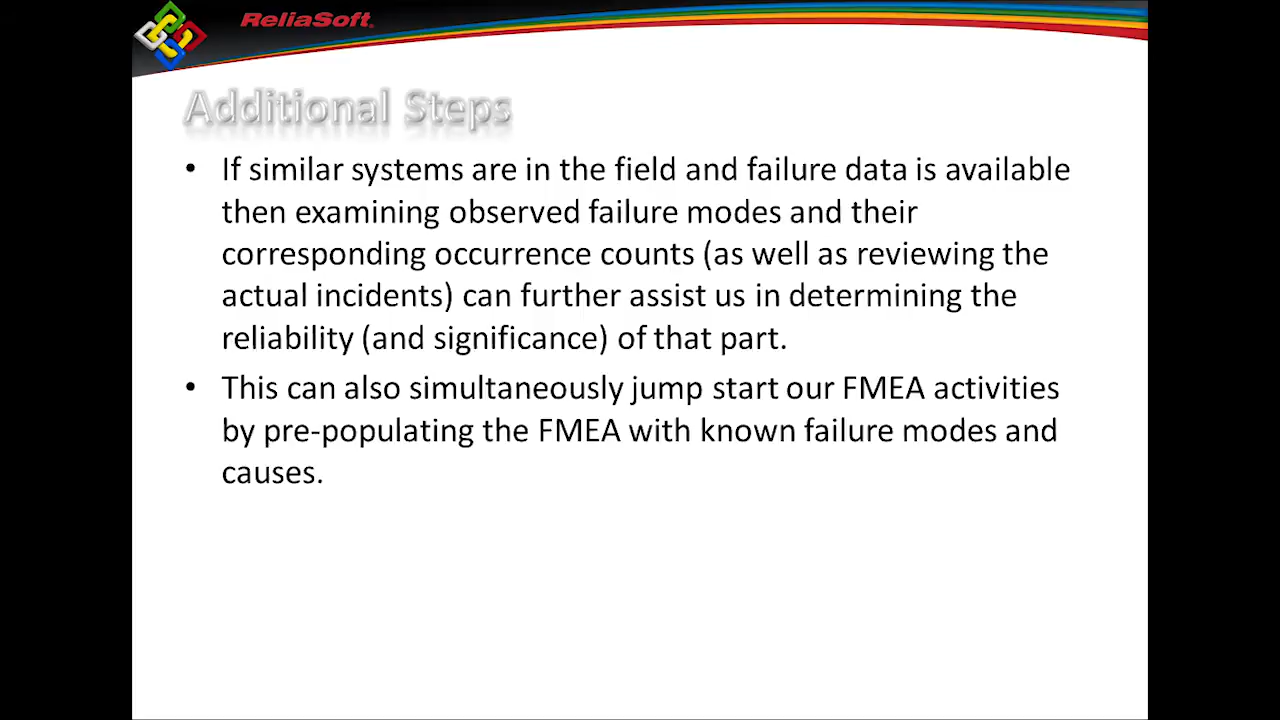 ReliaSoft
Additional Steps
• If similar systems are in the field and failure data is available
then examining observed failure modes and their
corresponding occurrence counts (as well as reviewing the
actual incidents) can further assist us in determining the
reliability (and significance) of that part.
• This can also simultaneously jump start our FMEA activities
by pre-populating the FMEA with known failure modes and
causes.